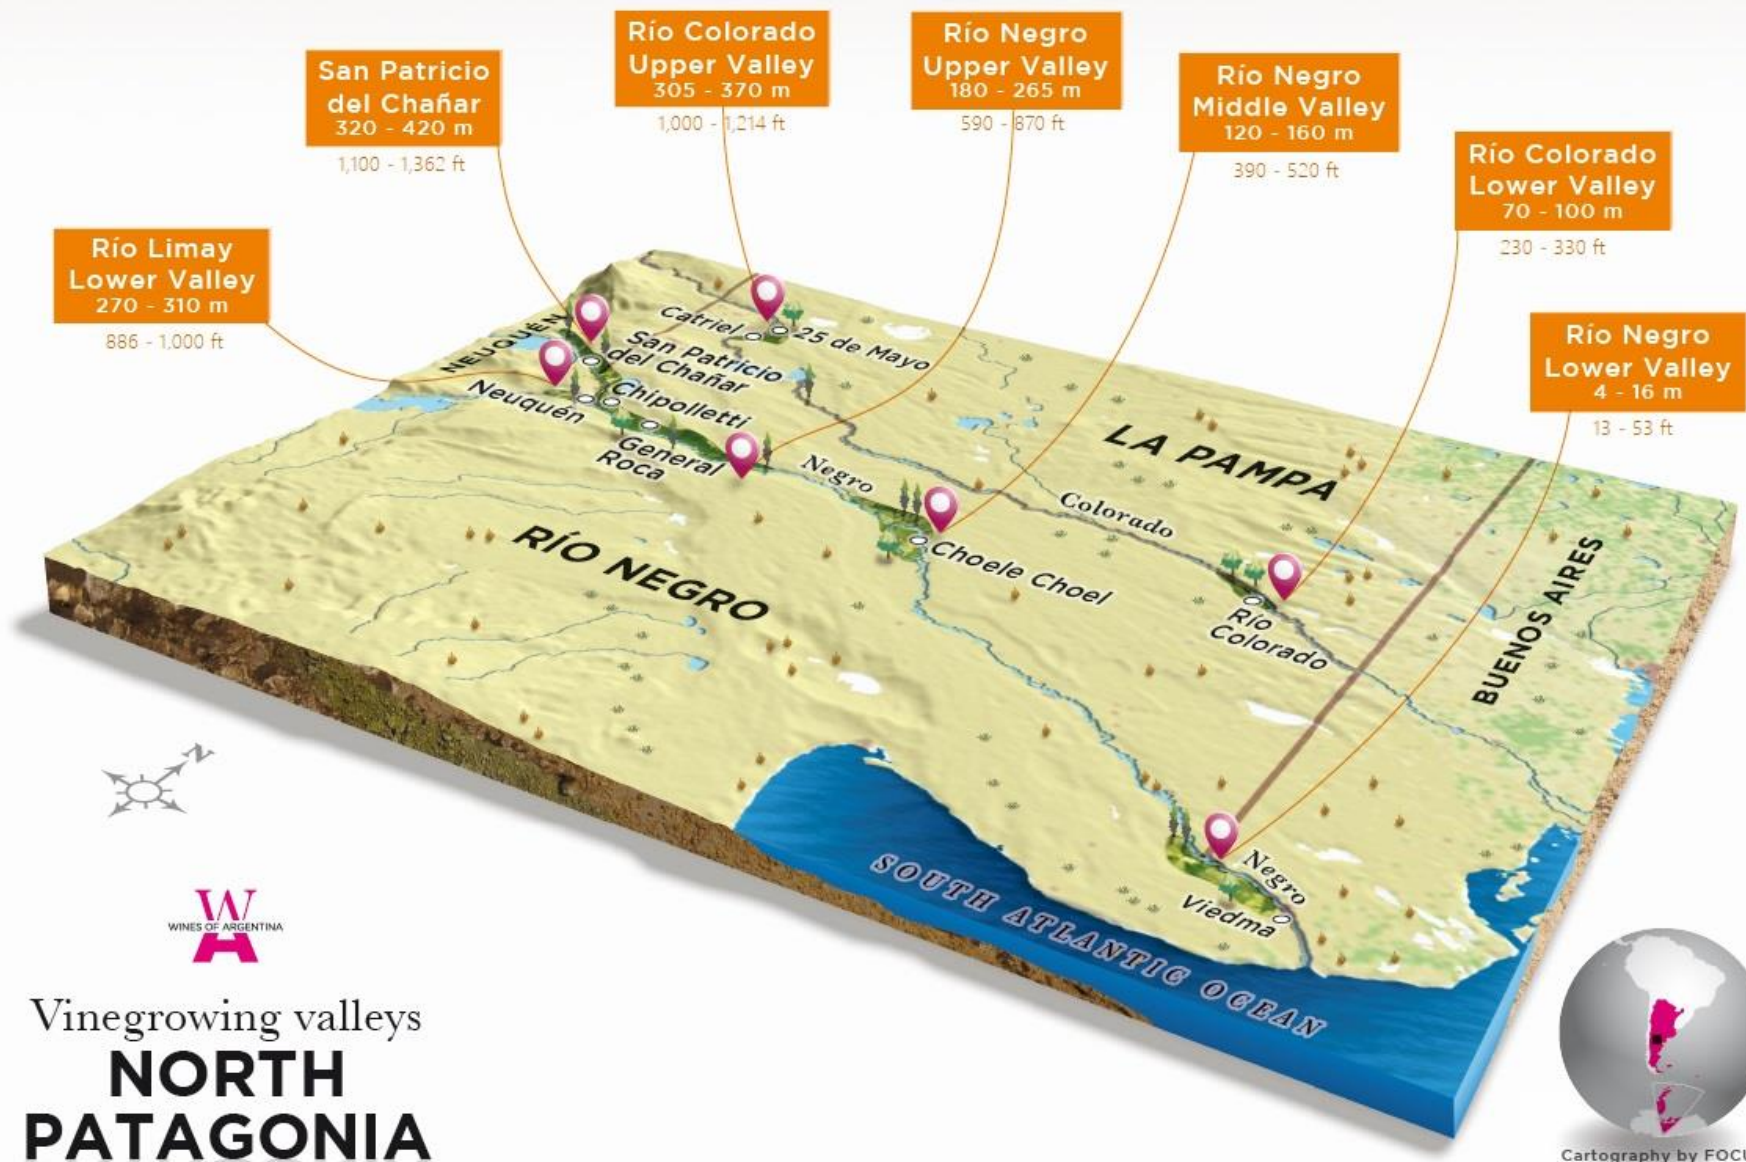 Río Colorado
Upper Valley
305 - 370 m
1,000 - 1,214 ft
Río Negro
Upper Valley
180 - 265 m
590 - 870 ft
San Patricio
del Chañar
320 - 420 m
1,100 - 1,362 ft
Río Negro
Middle Valley
120 - 160 m
390 - 520 ft
Río Colorado
Lower Valley
70 - 100 m
230 - 330 ft
Río Limay
Lower Valley
270 - 310 m
886 - 1,000 ft
Río Negro
Lower Valley
4 - 16 m
13 - 53 ft
NEUQUÉN
Catriel
25 de Mayo
San Patricio
del Chañar
Neuquén
Chipolletti
General
Roca
Negro
LA PAMPA
Colorado
RÍO NEGRO
Choele Choel
Río
Colorado
BUENOS AIRES
Negro
Viedma
SOUTH ATLANTIC OCEAN
N
WINES OF ARGENTINA
Vinegrowing valleys
NORTH
PATAGONIA
Cartography by FOCU